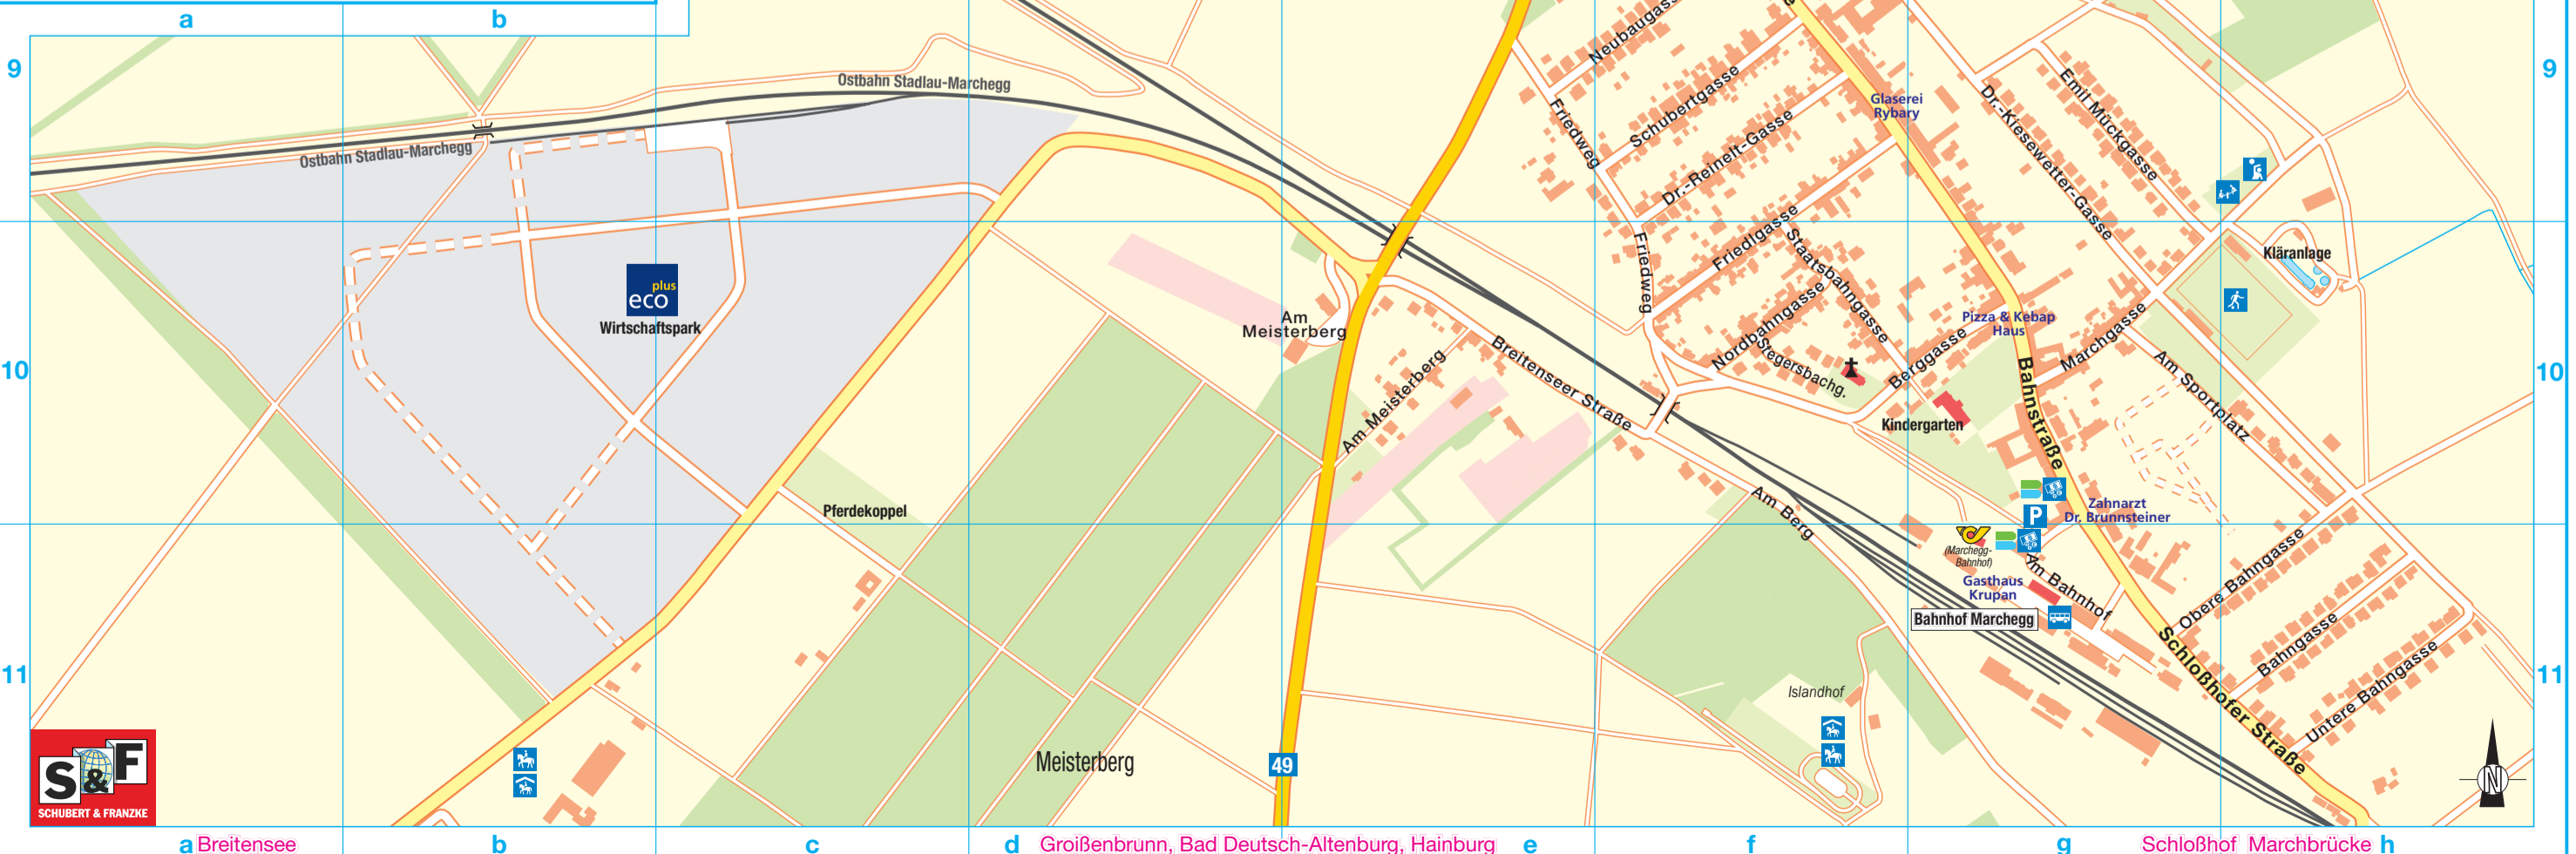 a
b
9
9
Ostbahn Stadlau-Marchegg
Ostbahn Stadlau-Marchegg
Neubaugasse
Schubertgasse
Friedweg
Dr.-Reinelt-Gasse
Glaserei
Rybary
Dr.-Kiesewetter-Gasse
Emil Mückgasse
Friedlgasse
Friedweg
Staatsbahngasse
Nordbahngasse
Stegersbachg.
Berggasse
Pizza & Kebap
Haus
Marchgasse
Kläranlage
eco
plus
Wirtschaftspark
Am
Meisterberg
Am Meisterberg
Breitenseer Straße
10
10
Kindergarten
Bahnstraße
Am Sportplatz
Pferdekoppel
Am Berg
P
Zahnarzt
Dr. Brunnsteiner
(Marchegg-
Bahnhof)
Gasthaus
Krupan
Am Bahnhof
Bahnhof Marchegg
Obere Bahngasse
Bahngasse
Untere Bahngasse
Schloßhofer Straße
11
11
Islandhof
Meisterberg
49
S&F
SCHUBERT & FRANZKE
N
a Breitensee
b
c
d
Groißenbrunn, Bad Deutsch-Altenburg, Hainburg
e
f
g
Schloßhof Marchbrücke
h